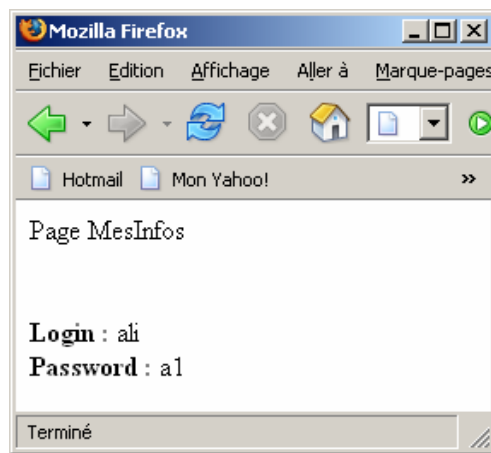 Mozilla Firefox
Fichier Edition Affichage Aller à Marque-pages
Hotmail Mon Yahoo! »
Page MesInfos
Login : ali
Password : a1
Terminé